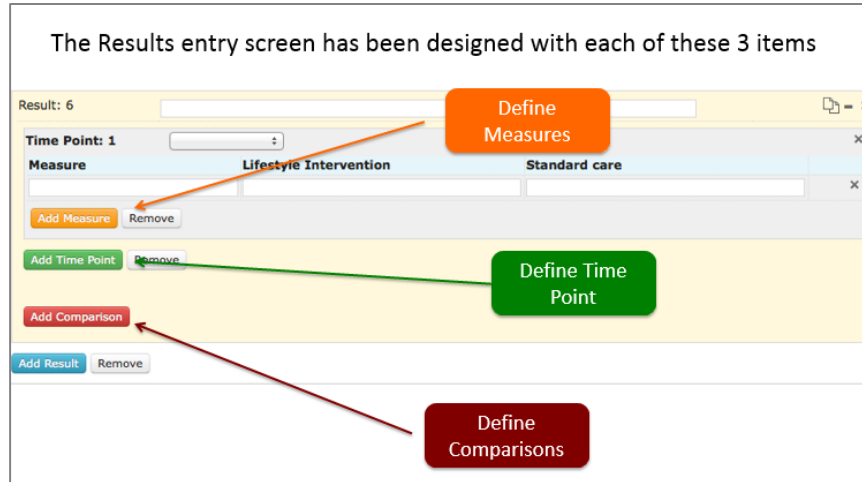 The Results entry screen has been designed with each of these 3 items
Result: 6
Define
Measures
Time Point: 1
Measure Lifestyle Intervention Standard care
Add Measure Remove
Add Time Point Remove
Define Time
Point
Add Comparison
Add Result Remove
Define
Comparisons